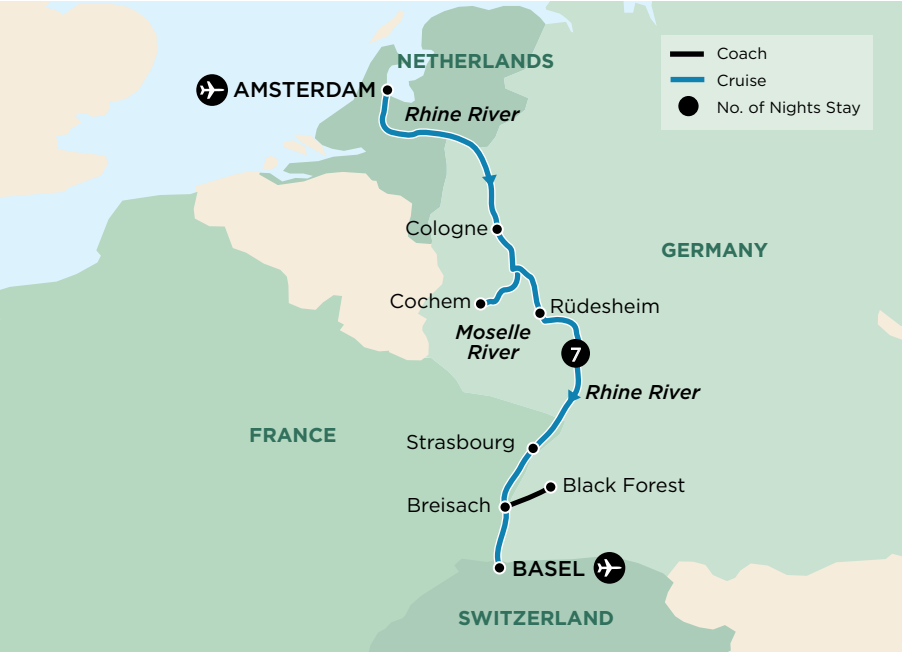 NETHERLANDS
Coach
Cruise
No. of Nights Stay
AMSTERDAM
Rhine River
Cologne
GERMANY
Cochem
Rüdesheim
Moselle
River
7
Rhine River
FRANCE
Strasbourg
Black Forest
Breisach
BASEL
SWITZERLAND